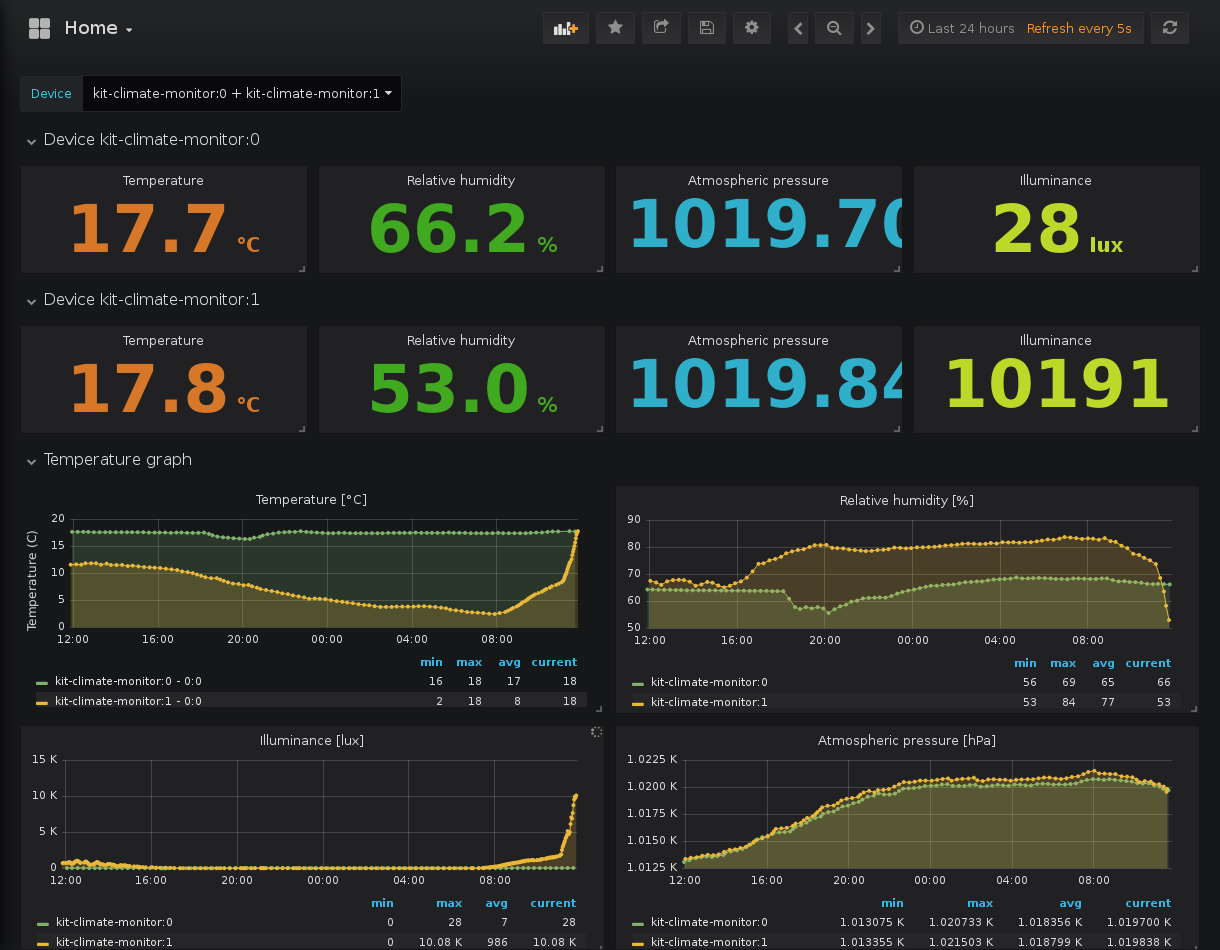 Home
Last 24 hours Refresh every 5s
Device kit-climate-monitor:0 + kit-climate-monitor:1
Device kit-climate-monitor:0
Temperature Relative humidity Atmospheric pressure Illuminance
17.7 °C 66.2 % 1019.70 28 lux
Device kit-climate-monitor:1
Temperature Relative humidity Atmospheric pressure Illuminance
17.8 °C 53.0 % 1019.84 10191
Temperature graph
Temperature [°C]
Temperature (C)
20
15
10
5
0
12:00 16:00 20:00 00:00 04:00 08:00
min max avg current
kit-climate-monitor:0 - 0:0 16 18 17 18
kit-climate-monitor:1 - 0:0 2 18 8 18
Relative humidity [%]
90
80
70
60
50
12:00 16:00 20:00 00:00 04:00 08:00
min max avg current
kit-climate-monitor:0 56 69 65 66
kit-climate-monitor:1 53 84 77 53
Illuminance [lux]
15 K
10 K
5 K
0
12:00 16:00 20:00 00:00 04:00 08:00
min max avg current
kit-climate-monitor:0 0 28 7 28
kit-climate-monitor:1 0 10.08 K 986 10.08 K
Atmospheric pressure [hPa]
1.0225 K
1.0200 K
1.0175 K
1.0150 K
1.0125 K
12:00 16:00 20:00 00:00 04:00 08:00
min max avg current
kit-climate-monitor:0 1.013075 K 1.020733 K 1.018356 K 1.019700 K
kit-climate-monitor:1 1.013355 K 1.021503 K 1.018799 K 1.019838 K